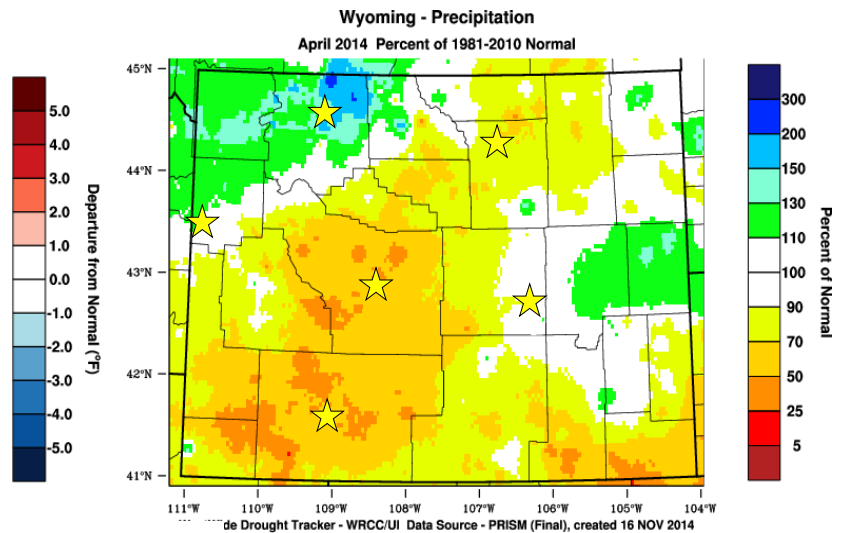 Wyoming - Precipitation
April 2014 Percent of 1981-2010 Normal
5.0
4.0
3.0
2.0
1.0
0.0
-1.0
-2.0
-3.0
-4.0
-5.0
Departure from Normal (°F)
45°N
44°N
43°N
42°N
41°N
111°W
110°W
109°W
108°W
107°W
106°W
105°W
104°W
300
200
150
130
110
100
90
70
50
25
5
Percent of Normal
Drought Tracker - WRCC/UI Data Source - PRISM (Final), created 16 NOV 2014